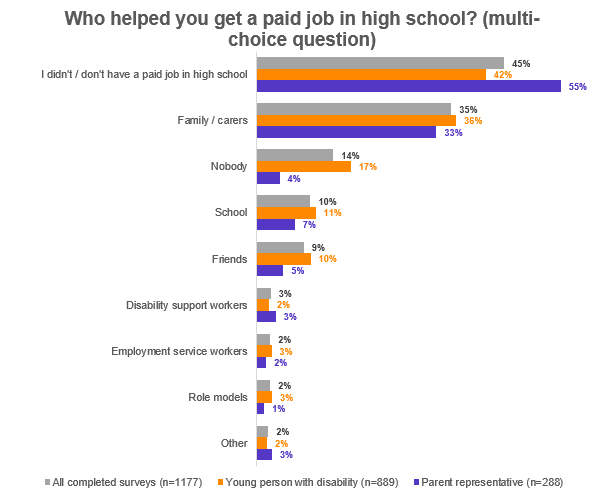 Who helped you get a paid job in high school? (multi-
choice question)
I didn't / don't have a paid job in high school
45%
42%
55%
Family / carers
35%
36%
33%
Nobody
14%
17%
4%
School
10%
11%
7%
Friends
9%
10%
5%
Disability support workers
3%
2%
3%
Employment service workers
2%
3%
2%
Role models
2%
3%
1%
Other
2%
2%
3%
All completed surveys (n=1177) Young person with disability (n=889) Parent representative (n=288)